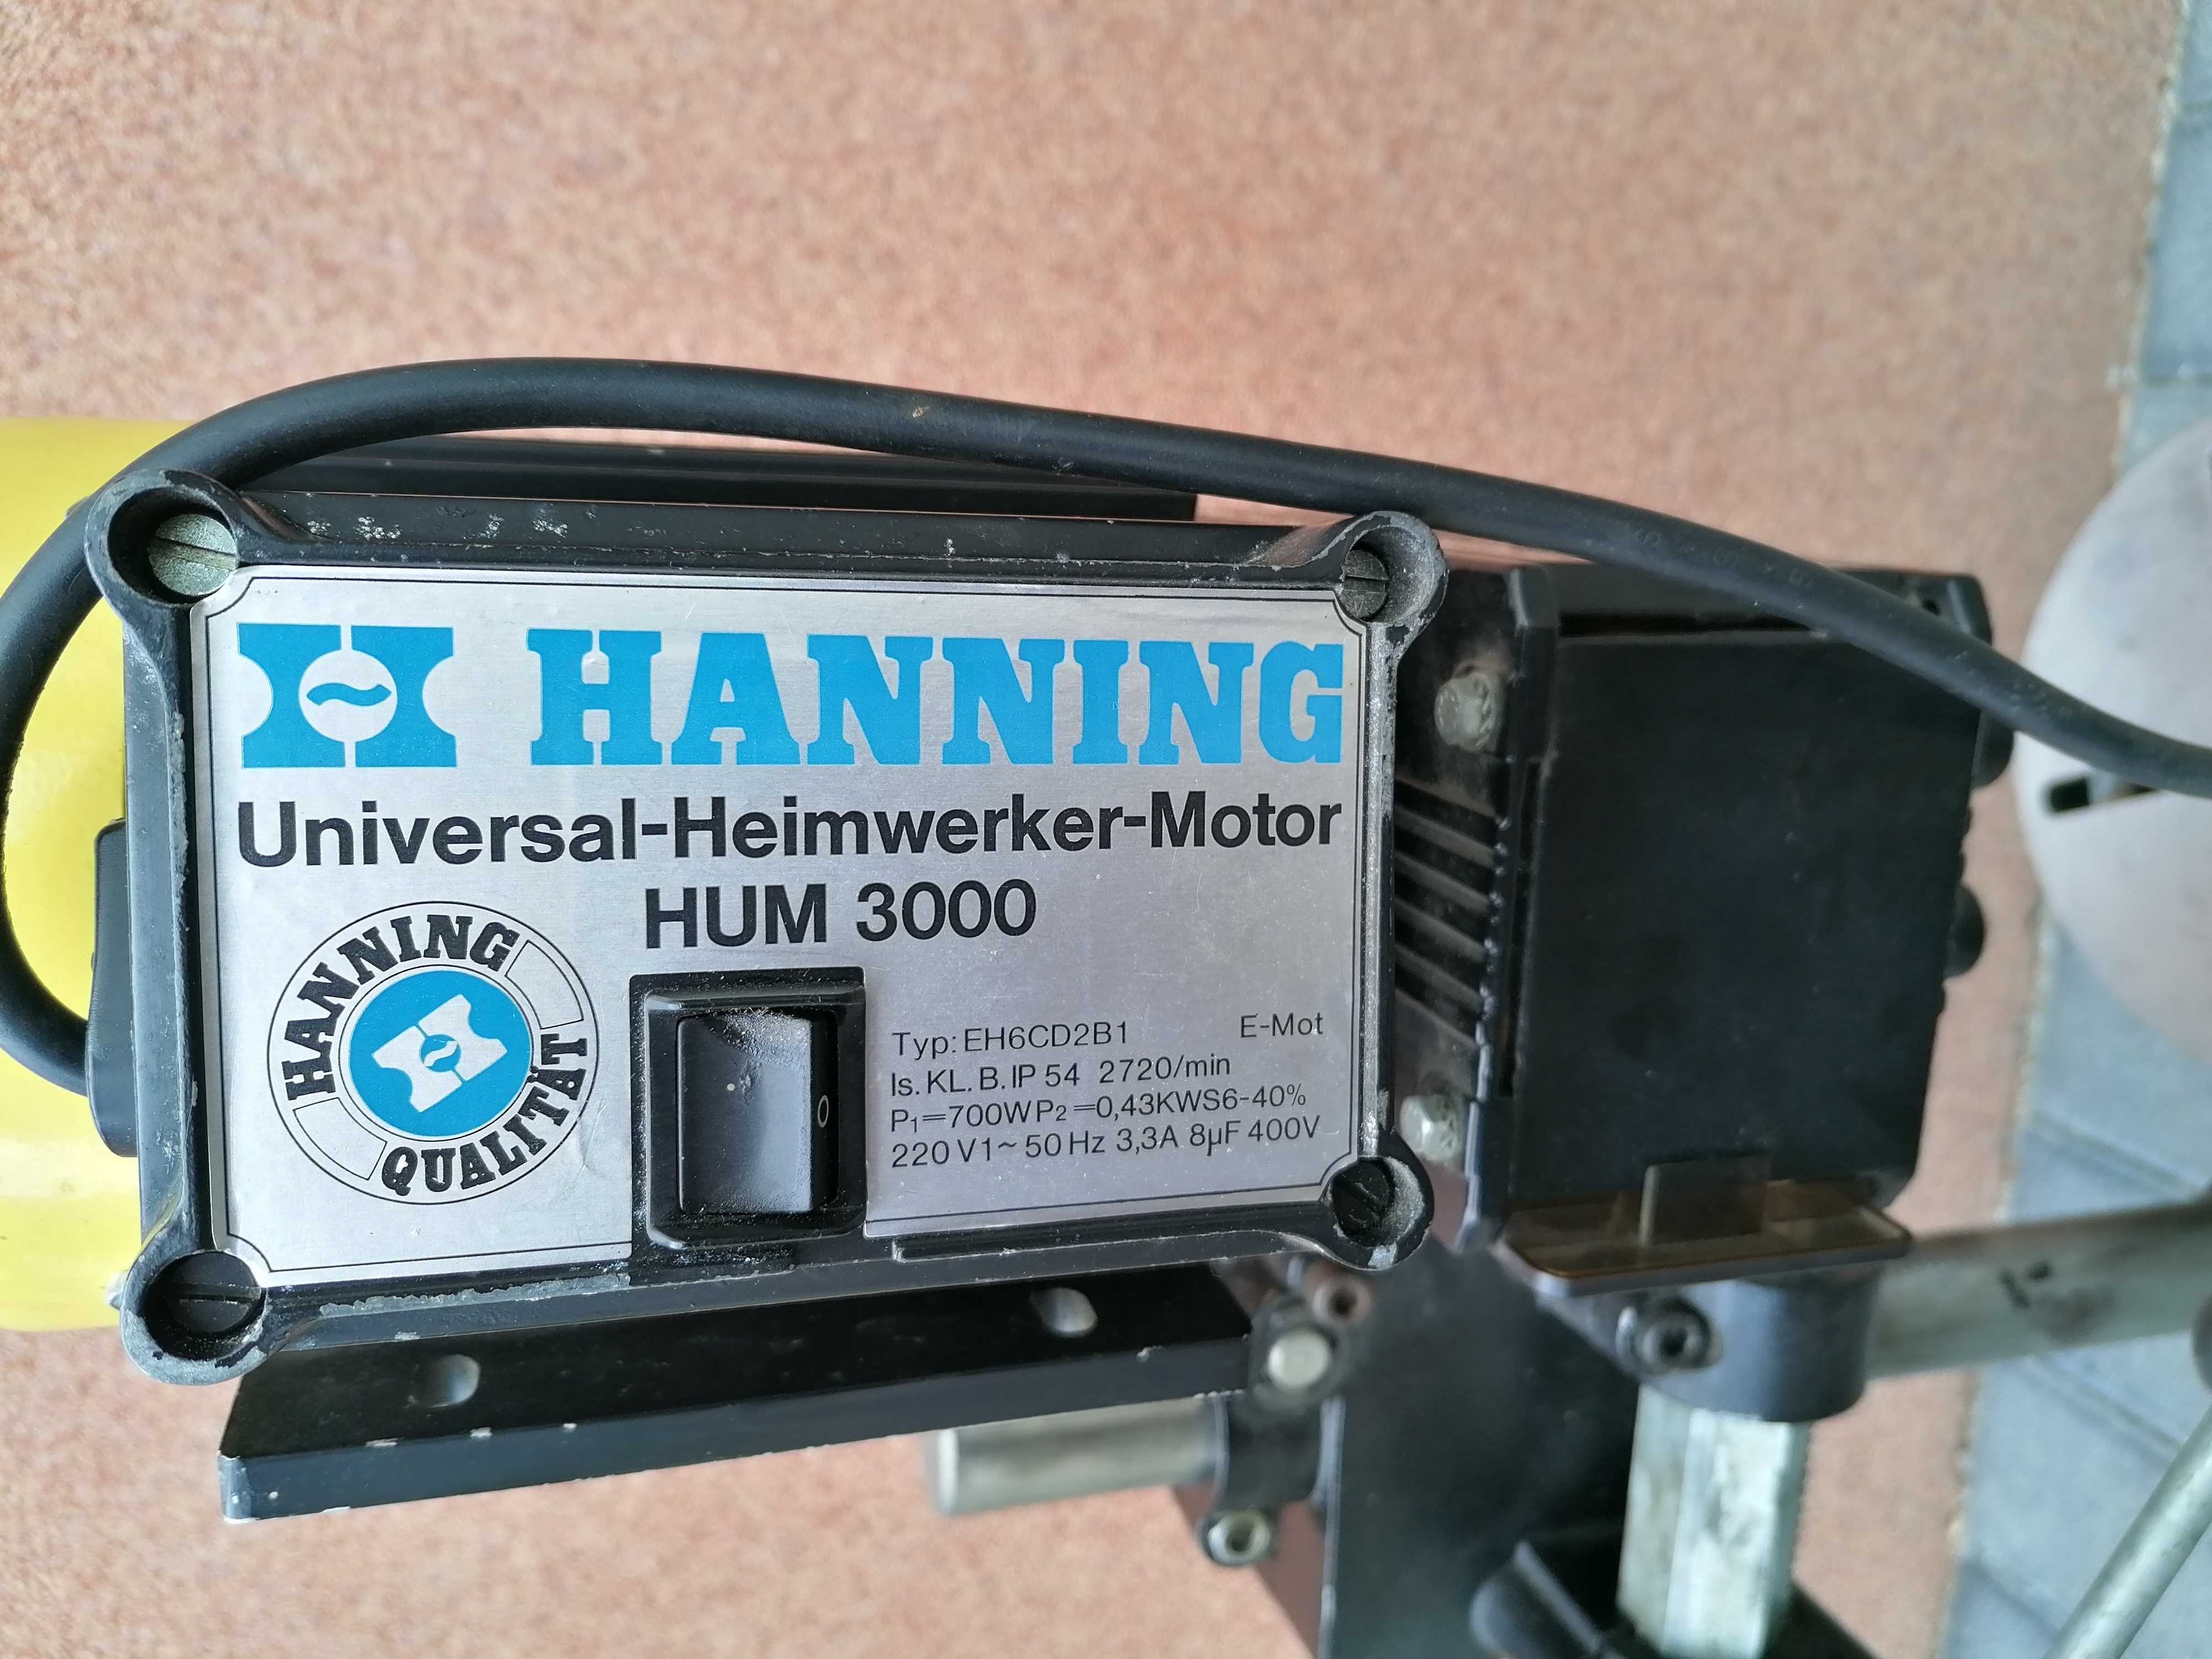 HANNING
Universal-Heimwerker-Motor
HUM 3000
HANNING
QUALITÄT
Typ: EH6CD2B1 E-Mot
Is. KL. B. IP 54 2720/min
P₁=700W P₂=0,43KW S6-40%
220 V 1~ 50 Hz 3,3A 8µF 400V